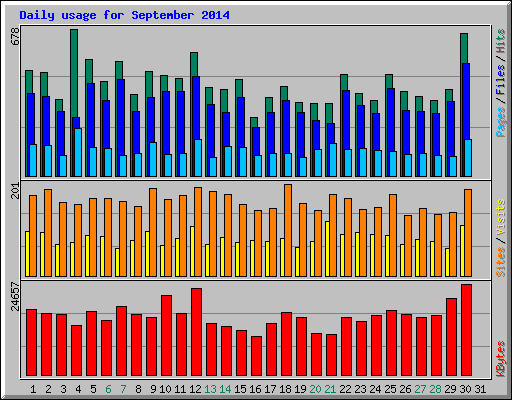 Daily usage for September 2014
678
Pages / Files / Hits
201
Sites / Visits
24657
KBytes
1 2 3 4 5 6 7 8 9 10 11 12 13 14 15 16 17 18 19 20 21 22 23 24 25 26 27 28 29 30 31